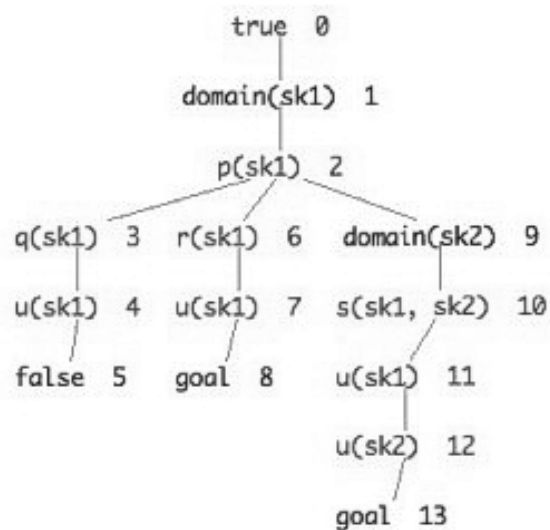 true 0
domain(sk1) 1
p(sk1) 2
q(sk1) 3 r(sk1) 6 domain(sk2) 9
u(sk1) 4 u(sk1) 7 s(sk1, sk2) 10
false 5 goal 8 u(sk1) 11
u(sk2) 12
goal 13